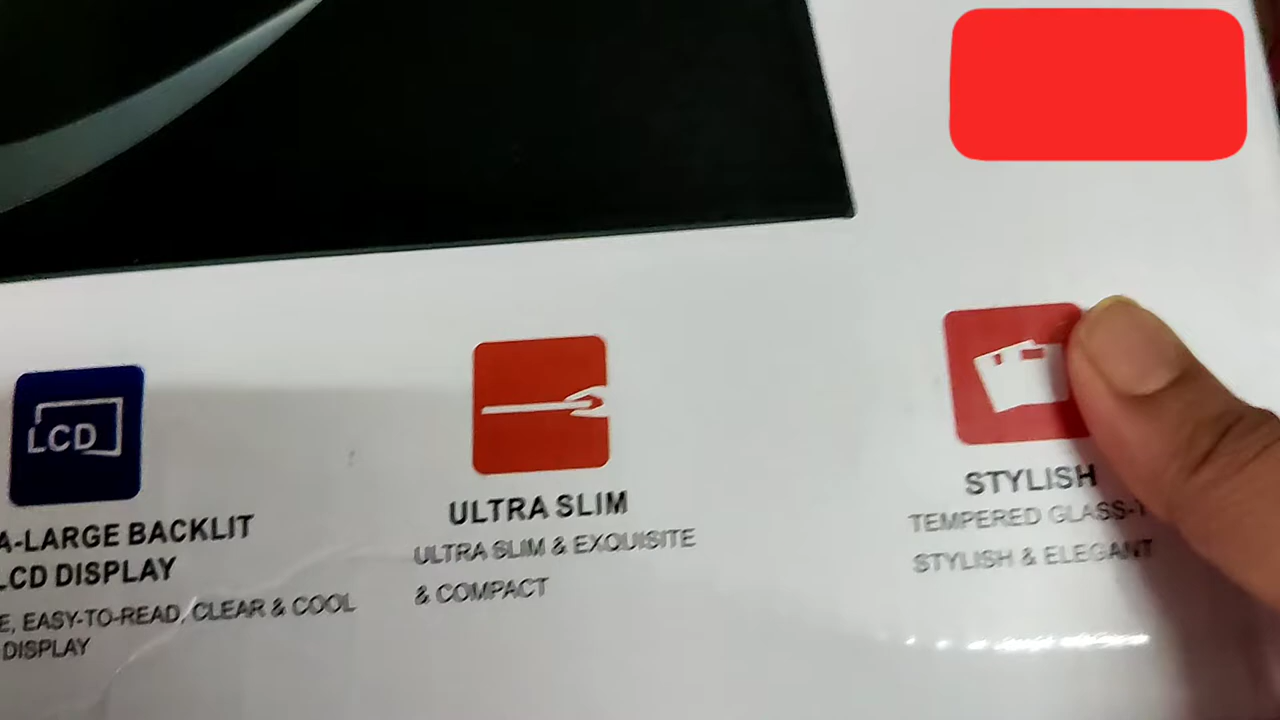 LCD
A-LARGE BACKLIT
LCD DISPLAY
E, EASY-TO-READ, CLEAR & COOL
DISPLAY
ULTRA SLIM
ULTRA SLIM & EXQUISITE
& COMPACT
STYLISH
TEMPERED GLASS-
STYLISH & ELEGANT